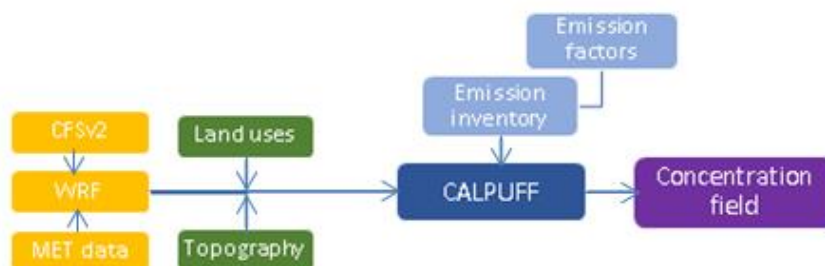 Emission
factors
Emission
inventory
CFSv2
Land uses
WRF
CALPUFF
Concentration
field
MET data
Topography